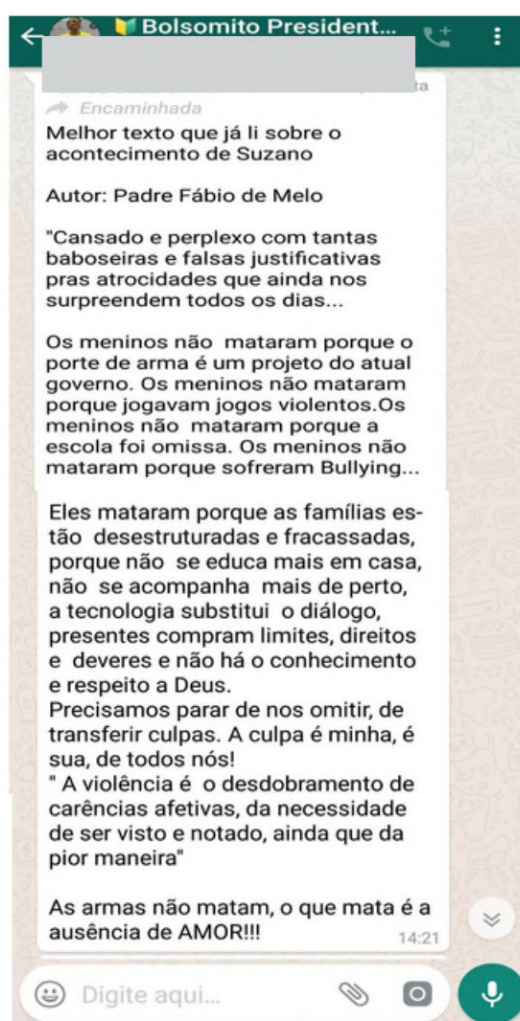 Bolsomito President...
ta
Encaminhada
Melhor texto que já li sobre o
acontecimento de Suzano
Autor: Padre Fábio de Melo
"Cansado e perplexo com tantas
baboseiras e falsas justificativas
pras atrocidades que ainda nos
surpreendem todos os dias...
Os meninos não mataram porque o
porte de arma é um projeto do atual
governo. Os meninos não mataram
porque jogavam jogos violentos.Os
meninos não mataram porque a
escola foi omissa. Os meninos não
mataram porque sofreram Bullying...
Eles mataram porque as famílias es-
tão desestruturadas e fracassadas,
porque não se educa mais em casa,
não se acompanha mais de perto,
a tecnologia substitui o diálogo,
presentes compram limites, direitos
e deveres e não há o conhecimento
e respeito a Deus.
Precisamos parar de nos omitir, de
transferir culpas. A culpa é minha, é
sua, de todos nós!
" A violência é o desdobramento de
carências afetivas, da necessidade
de ser visto e notado, ainda que da
pior maneira"
As armas não matam, o que mata é a
ausência de AMOR!!!
14:21
Digite aqui...